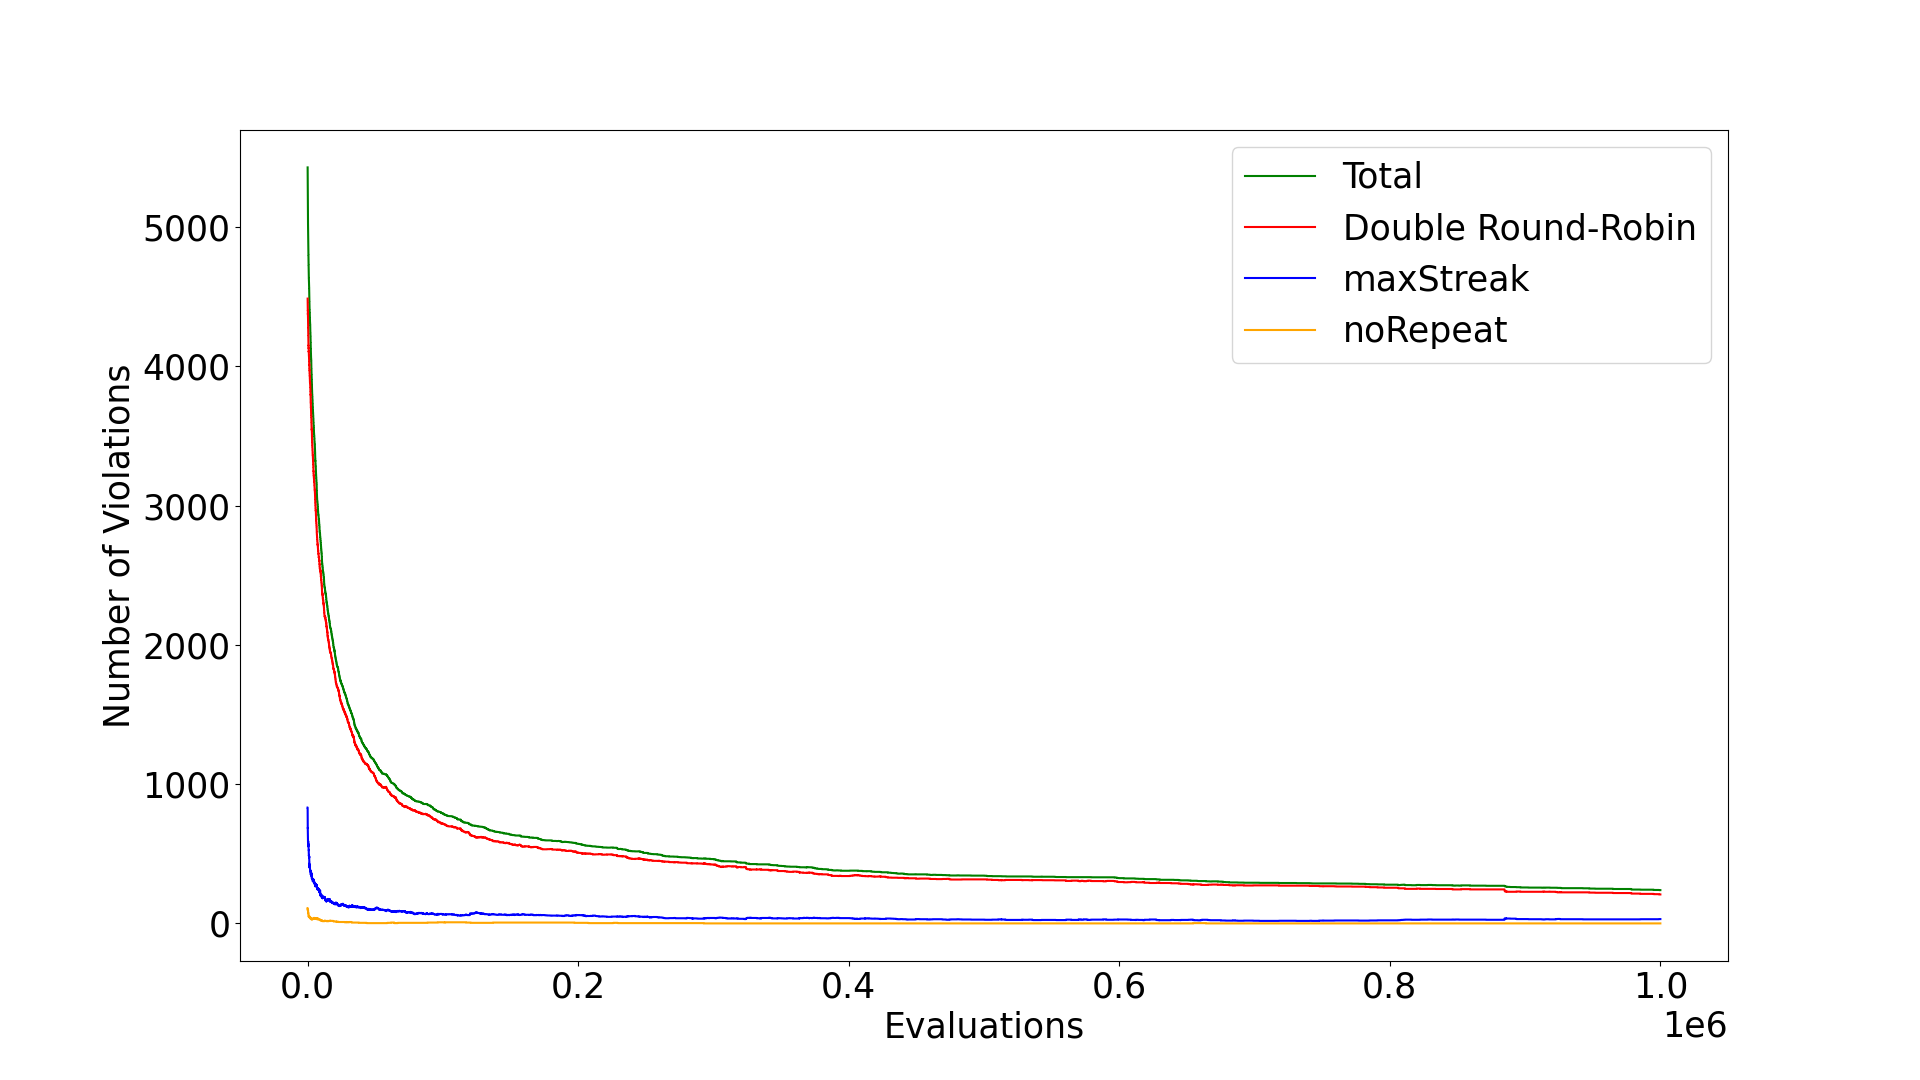 Total
Double Round-Robin
maxStreak
noRepeat
5000
4000
3000
2000
1000
0
Number of Violations
0.0 0.2 0.4 0.6 0.8 1.0
Evaluations
1e6